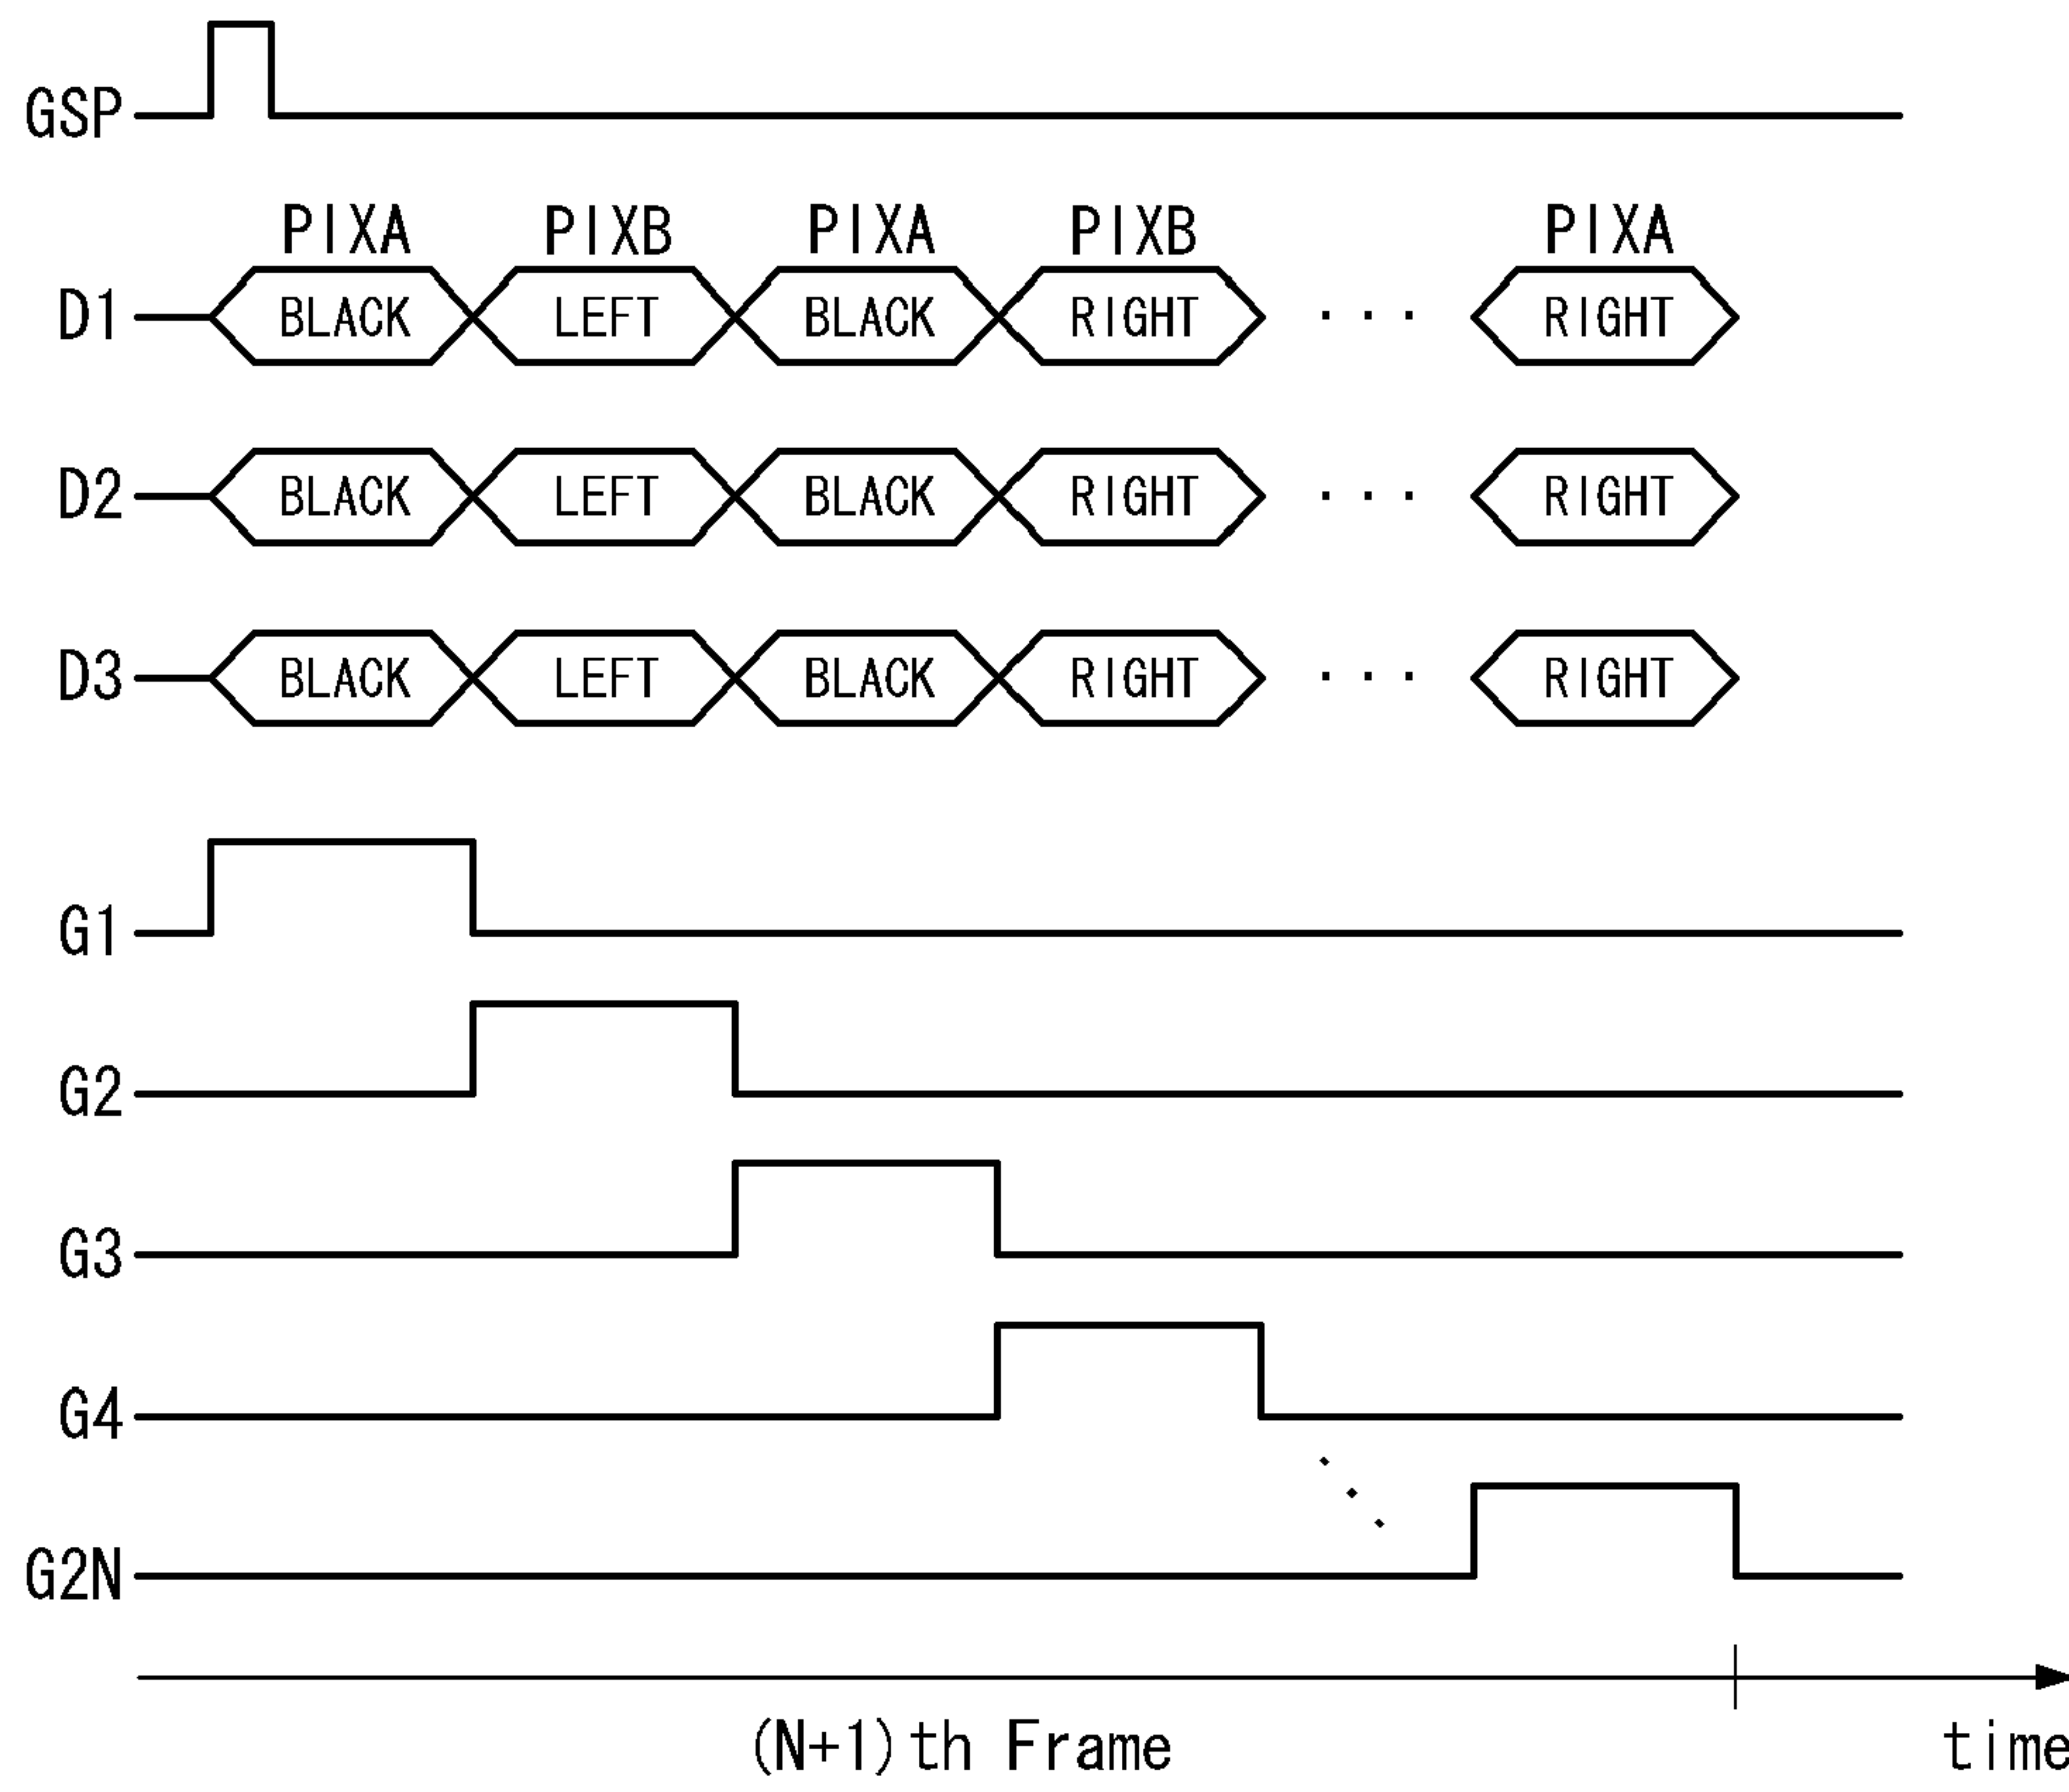 GSP
PIXA PIXB PIXA PIXB PIXA
D1 BLACK LEFT BLACK RIGHT ... RIGHT
D2 BLACK LEFT BLACK RIGHT ... RIGHT
D3 BLACK LEFT BLACK RIGHT ... RIGHT
G1
G2
G3
G4
G2N
(N+1)th Frame time